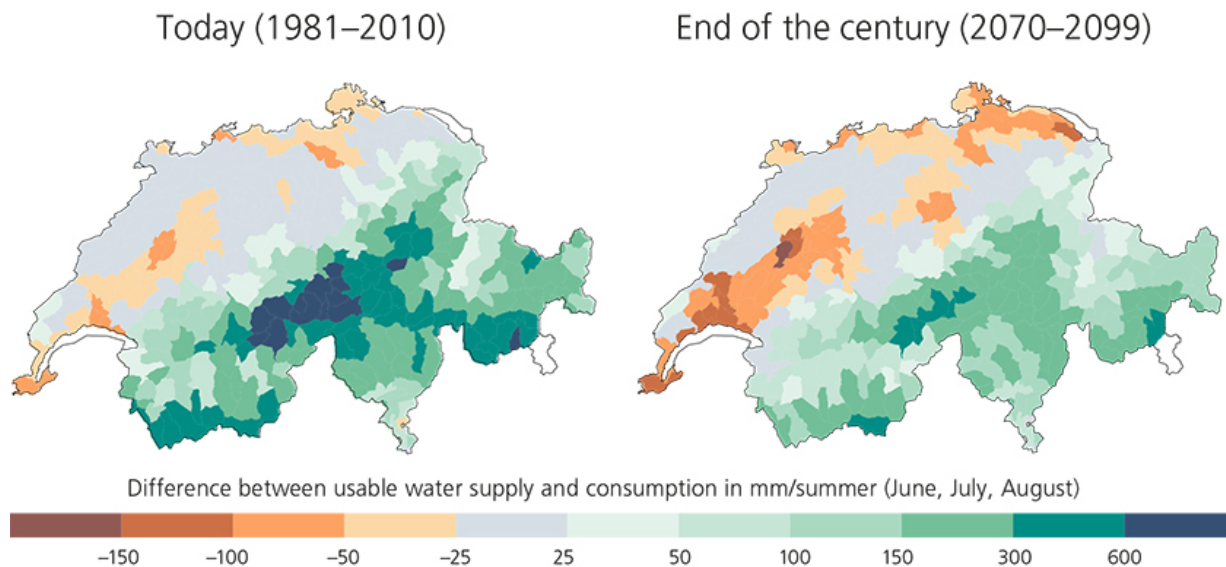 Today (1981–2010)
End of the century (2070–2099)
Difference between usable water supply and consumption in mm/summer (June, July, August)
–150 –100 –50 –25 25 50 100 150 300 600